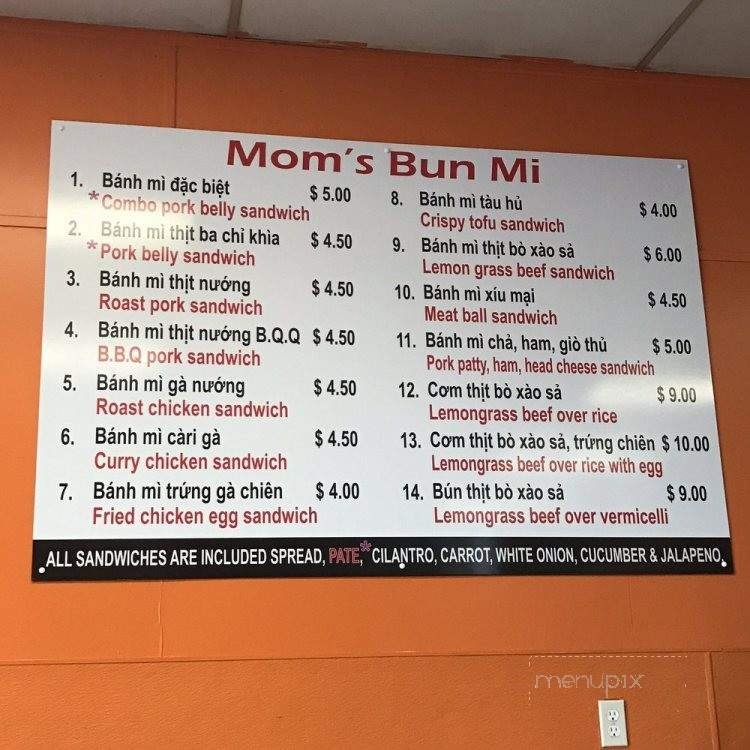 Mom's Bun Mi
1. Bánh mì đặc biệt $ 5.00
*Combo pork belly sandwich
2. Bánh mì thịt ba chỉ khìa $ 4.50
*Pork belly sandwich
3. Bánh mì thịt nướng $ 4.50
Roast pork sandwich
4. Bánh mì thịt nướng B.Q.Q $ 4.50
B.B.Q pork sandwich
5. Bánh mì gà nướng $ 4.50
Roast chicken sandwich
6. Bánh mì càri gà $ 4.50
Curry chicken sandwich
7. Bánh mì trứng gà chiên $ 4.00
Fried chicken egg sandwich
8. Bánh mì tàu hủ $ 4.00
Crispy tofu sandwich
9. Bánh mì thịt bò xào sả $ 6.00
Lemon grass beef sandwich
10. Bánh mì xíu mại $ 4.50
Meat ball sandwich
11. Bánh mì chả, ham, giò thủ $ 5.00
Pork patty, ham, head cheese sandwich
12. Cơm thịt bò xào sả $ 9.00
Lemongrass beef over rice
13. Cơm thịt bò xào sả, trứng chiên $ 10.00
Lemongrass beef over rice with egg
14. Bún thịt bò xào sả $ 9.00
Lemongrass beef over vermicelli
ALL SANDWICHES ARE INCLUDED SPREAD, PATE,* CILANTRO, CARROT, WHITE ONION, CUCUMBER & JALAPENO.
menupix